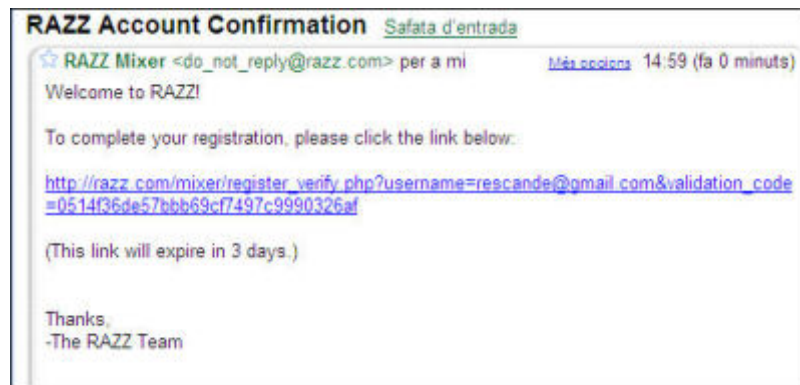 RAZZ Account Confirmation Safata d'entrada
RAZZ Mixer <do_not_reply@razz.com> per a mi Més opcions 14:59 (fa 0 minuts)
Welcome to RAZZ!
To complete your registration, please click the link below:
http://razz.com/mixer/register_verify.php?username=rescande@gmail.com&validation_code
=0514f36de57bbb69cf7497c9990326af
(This link will expire in 3 days.)
Thanks,
-The RAZZ Team